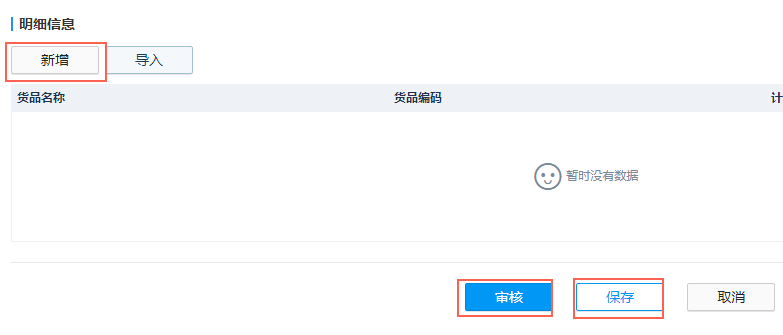 明细信息
新增 导入
货品名称 货品编码 计
暂时没有数据
审核 保存 取消